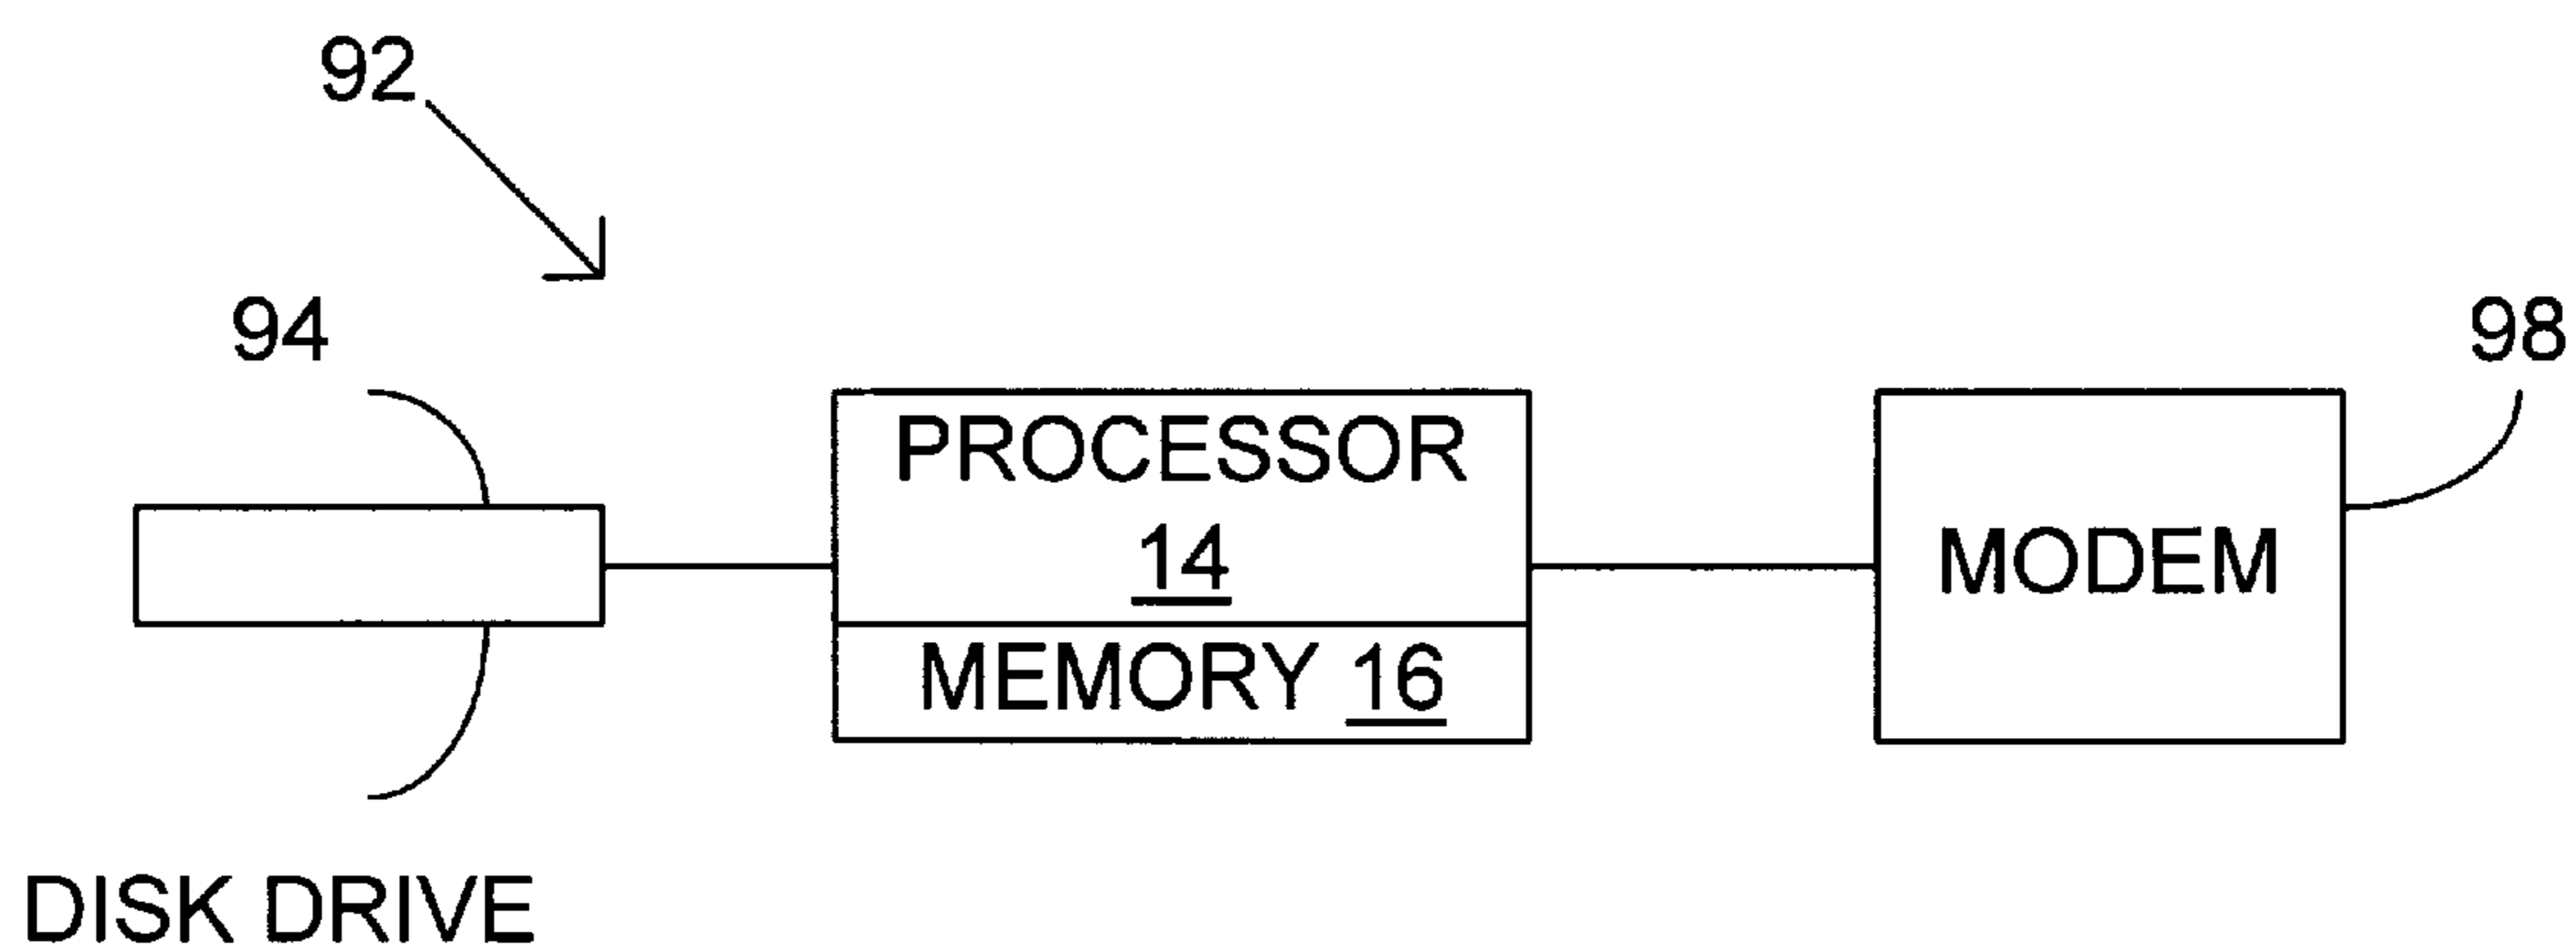 92
94
98
PROCESSOR
14
MODEM
MEMORY 16
DISK DRIVE